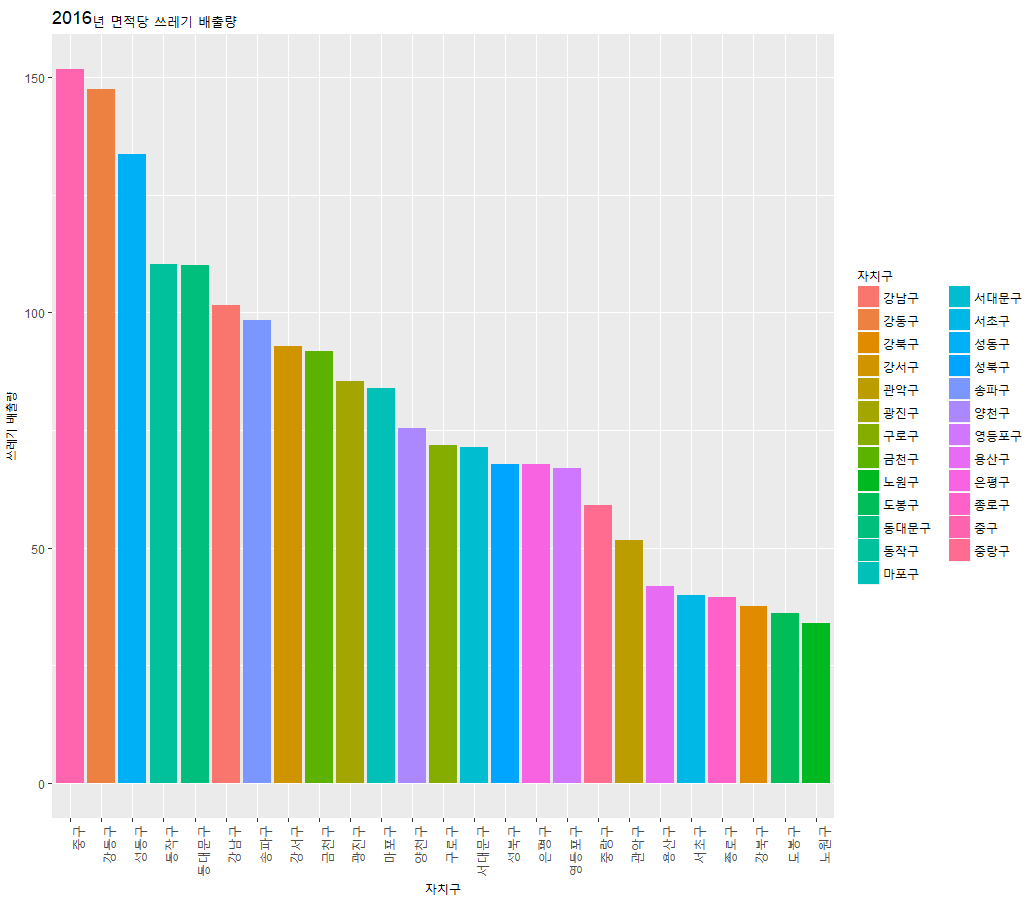 2016년 면적당 쓰레기 배출량
150
100
50
0
쓰레기 배출량
중구
강동구
성동구
동작구
동대문구
강남구
송파구
강서구
금천구
광진구
마포구
양천구
구로구
서대문구
성북구
은평구
영등포구
중랑구
관악구
용산구
서초구
종로구
강북구
도봉구
노원구
자치구
자치구
강남구
강동구
강북구
강서구
관악구
광진구
구로구
금천구
노원구
도봉구
동대문구
동작구
마포구
서대문구
서초구
성동구
성북구
송파구
양천구
영등포구
용산구
은평구
종로구
중구
중랑구